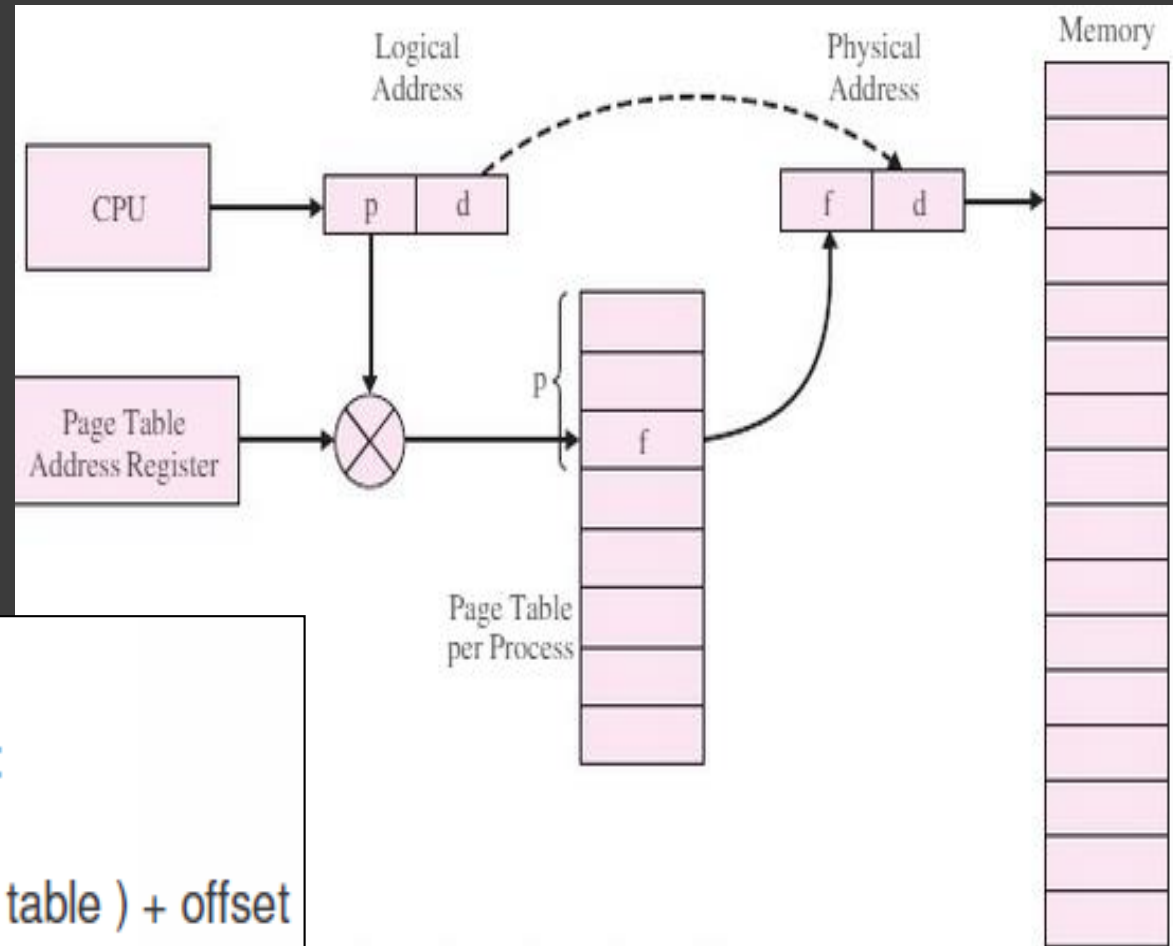 Logical
Address
Physical
Address
Memory
CPU
p d
f d
Page Table
Address Register
p
f
Page Table
per Process
:
table ) + offset